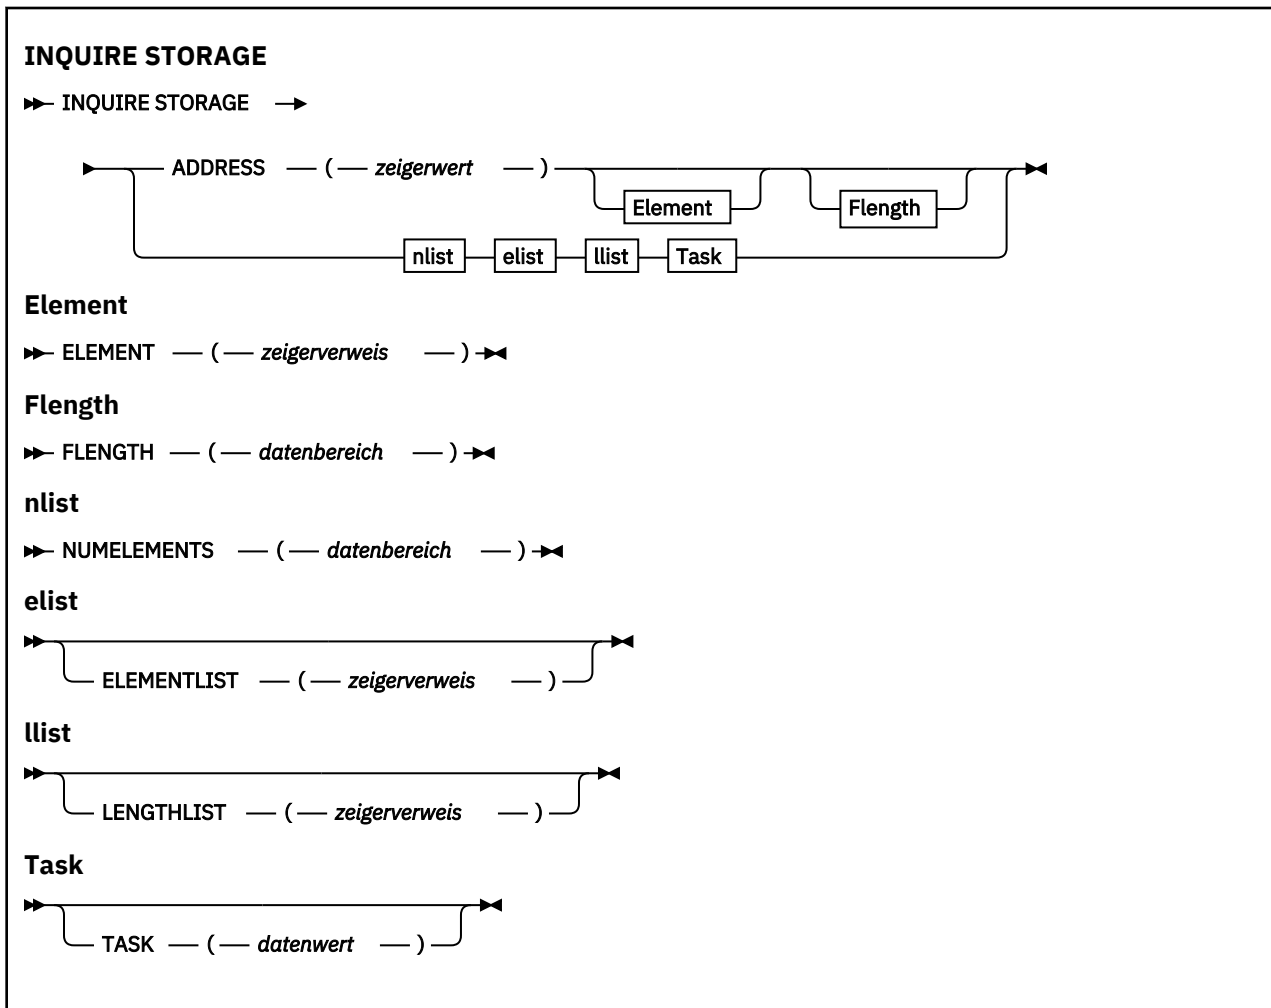 INQUIRE STORAGE
INQUIRE STORAGE
ADDRESS ( zeigerwert )
Element Flength
nlist elist llist Task
Element
ELEMENT ( zeigerverweis )
Flength
FLENGTH ( datenbereich )
nlist
NUMELEMENTS ( datenbereich )
elist
ELEMENTLIST ( zeigerverweis )
llist
LENGTHLIST ( zeigerverweis )
Task
TASK ( datenwert )